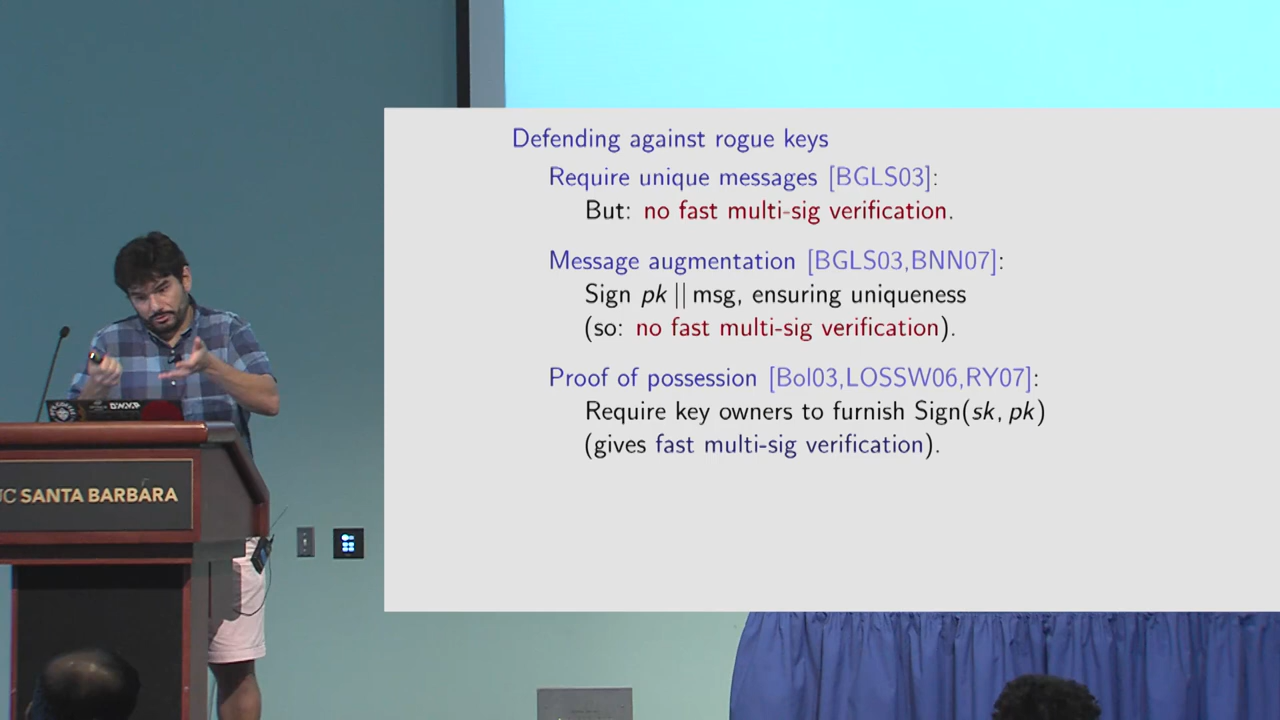 Defending against rogue keys
Require unique messages [BGLS03]:
But: no fast multi-sig verification.
Message augmentation [BGLS03,BNN07]:
Sign pk || msg, ensuring uniqueness
(so: no fast multi-sig verification).
Proof of possession [Bol03,LOSSW06,RY07]:
Require key owners to furnish Sign(sk, pk)
(gives fast multi-sig verification).
UC SANTA BARBARA